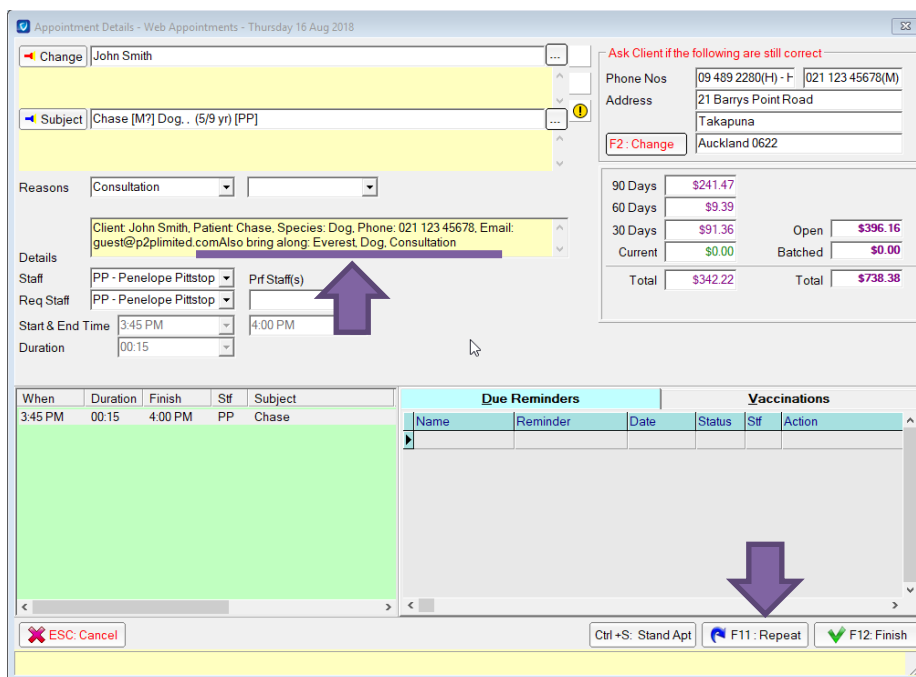 Appointment Details - Web Appointments - Thursday 16 Aug 2018
Change John Smith ...
Subject Chase [M?] Dog, . (5/9 yr) [PP] ...
Reasons Consultation
Details Client: John Smith, Patient: Chase, Species: Dog, Phone: 021 123 45678, Email:
guest@p2plimited.comAlso bring along: Everest, Dog, Consultation
Staff PP - Penelope Pittstop Prf Staff(s)
Req Staff PP - Penelope Pittstop
Start & End Time 3:45 PM 4:00 PM
Duration 00:15
Ask Client if the following are still correct
Phone Nos 09 489 2280(H) - H 021 123 45678(M)
Address 21 Barrys Point Road
Takapuna
F2 : Change Auckland 0622
90 Days $241.47
60 Days $9.39
30 Days $91.36 Open $396.16
Current $0.00 Batched $0.00
Total $342.22 Total $738.38
When Duration Finish Stf Subject
3:45 PM 00:15 4:00 PM PP Chase
Due Reminders Vaccinations
Name Reminder Date Status Stf Action
ESC: Cancel Ctrl +S: Stand Apt F11 : Repeat F12: Finish